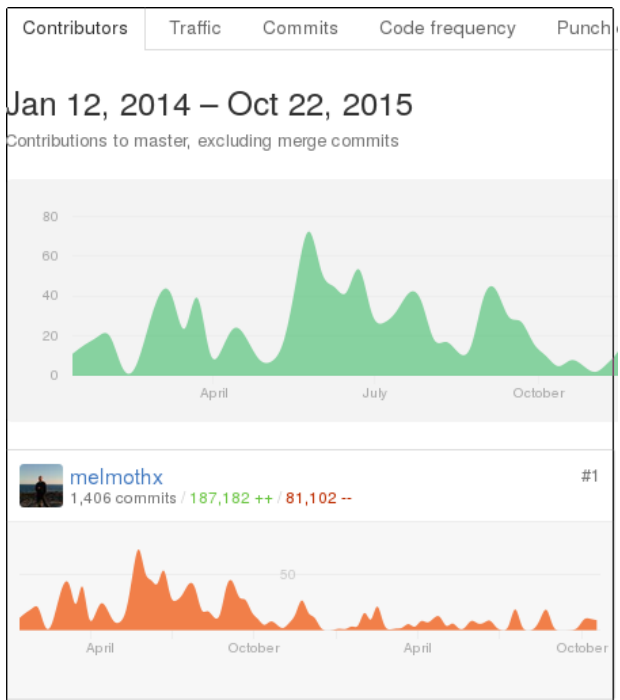 Contributors Traffic Commits Code frequency Punch
Jan 12, 2014 – Oct 22, 2015
Contributions to master, excluding merge commits
80
60
40
20
0
April July October
melmothx #1
1,406 commits / 187,182 ++ / 81,102 --
50
April October April October